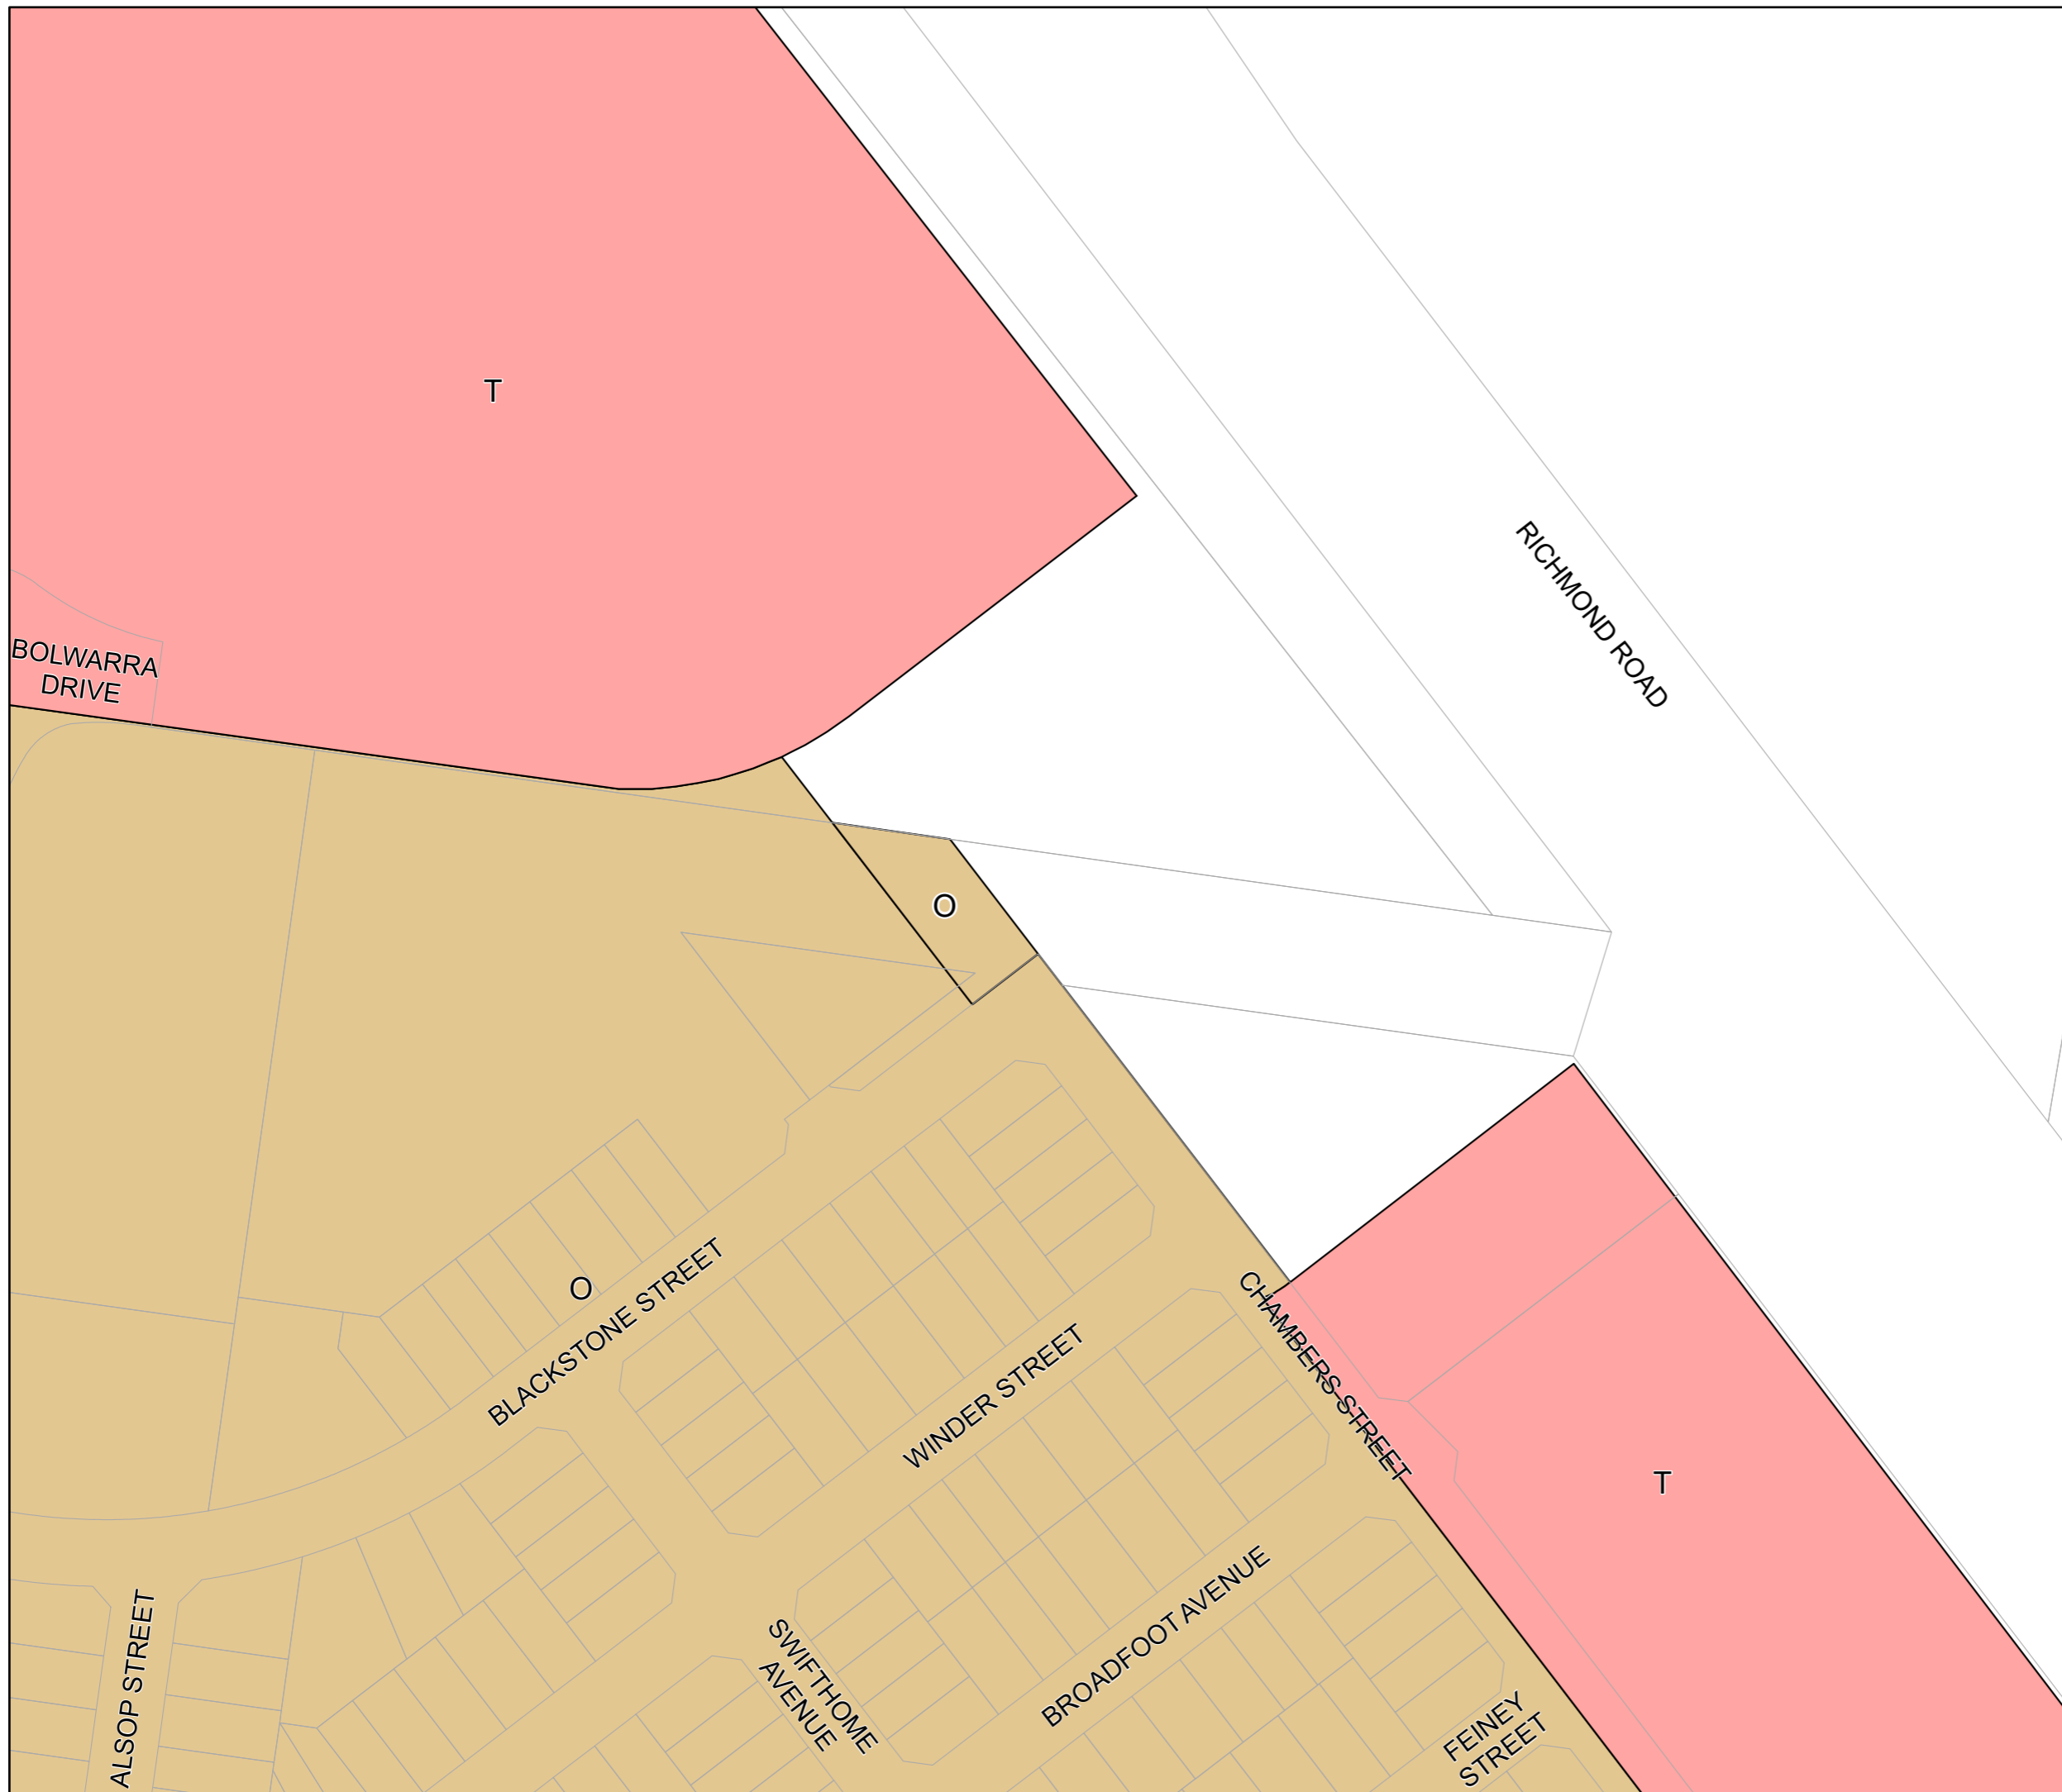 T
RICHMOND ROAD
BOLWARRA
DRIVE
O
O
BLACKSTONE STREET
CHAMBERS STREET
WINDER STREET
T
BROADFOOT AVENUE
ALSOP STREET
SWIFTHOME
AVENUE
FEINEY
STREET